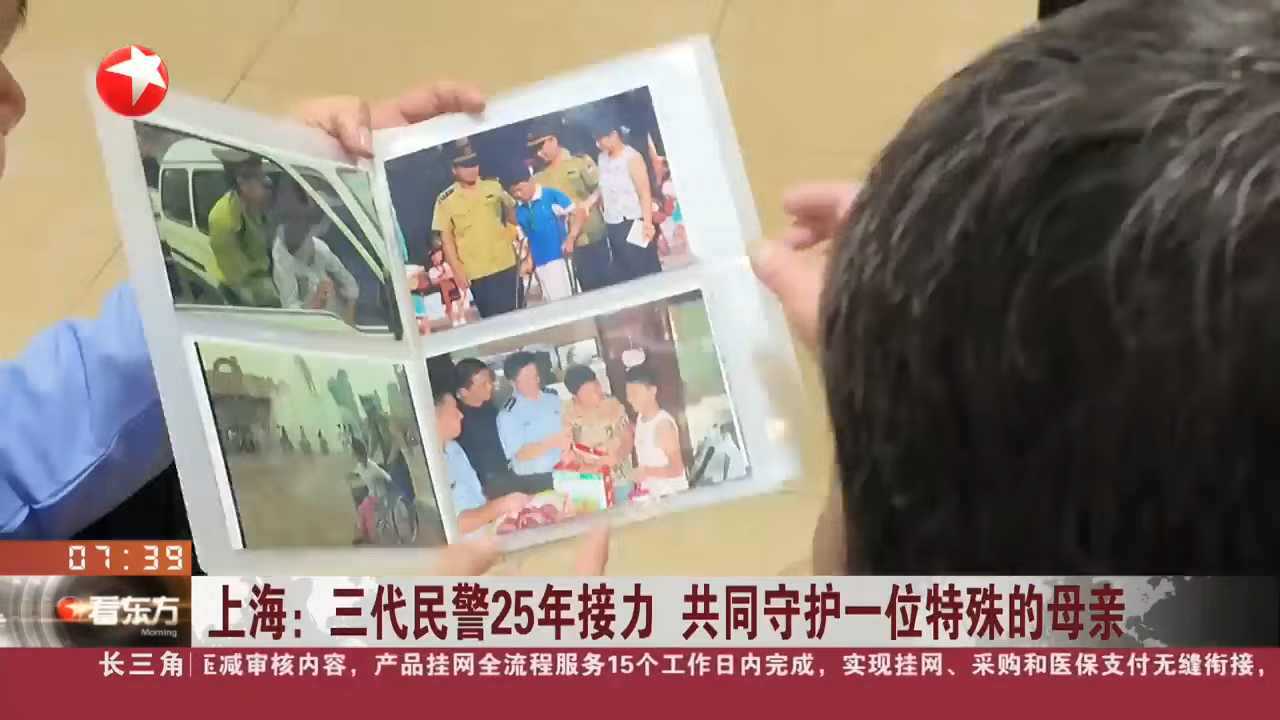 07:39
看东方
Morning
上海：三代民警25年接力 共同守护一位特殊的母亲
长三角 减审核内容，产品挂网全流程服务15个工作日内完成，实现挂网、采购和医保支付无缝衔接，